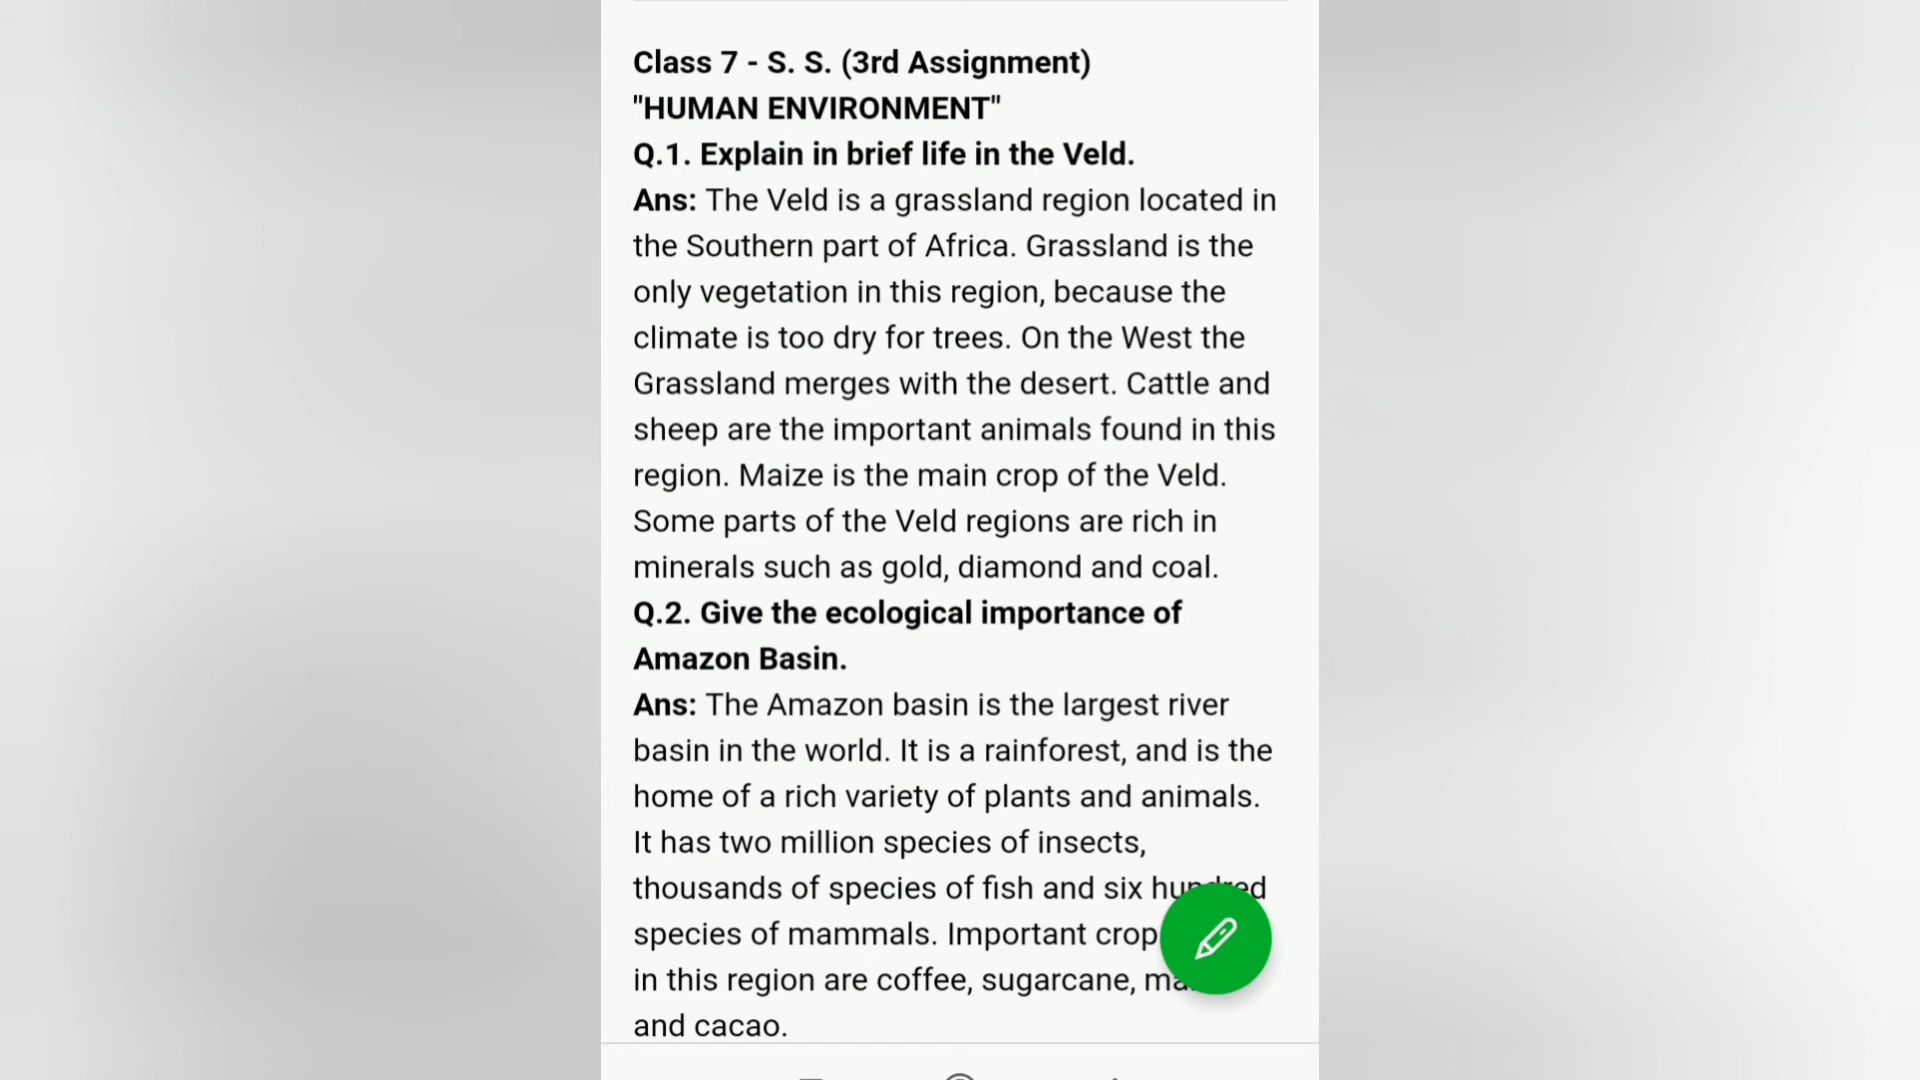 Class 7 - S. S. (3rd Assignment)
"HUMAN ENVIRONMENT"
Q.1. Explain in brief life in the Veld.
Ans: The Veld is a grassland region located in
the Southern part of Africa. Grassland is the
only vegetation in this region, because the
climate is too dry for trees. On the West the
Grassland merges with the desert. Cattle and
sheep are the important animals found in this
region. Maize is the main crop of the Veld.
Some parts of the Veld regions are rich in
minerals such as gold, diamond and coal.
Q.2. Give the ecological importance of
Amazon Basin.
Ans: The Amazon basin is the largest river
basin in the world. It is a rainforest, and is the
home of a rich variety of plants and animals.
It has two million species of insects,
thousands of species of fish and six hundred
species of mammals. Important
in this region are coffee, sugarcane,
and cacao.